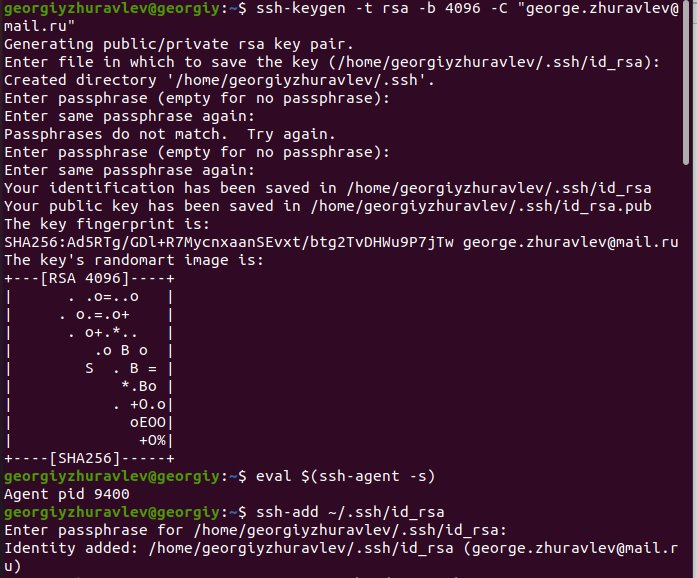 georgiyzhuravlev@georgiy:~$ ssh-keygen -t rsa -b 4096 -C "george.zhuravlev@
mail.ru"
Generating public/private rsa key pair.
Enter file in which to save the key (/home/georgiyzhuravlev/.ssh/id_rsa):
Created directory '/home/georgiyzhuravlev/.ssh'.
Enter passphrase (empty for no passphrase):
Enter same passphrase again:
Passphrases do not match.  Try again.
Enter passphrase (empty for no passphrase):
Enter same passphrase again:
Your identification has been saved in /home/georgiyzhuravlev/.ssh/id_rsa
Your public key has been saved in /home/georgiyzhuravlev/.ssh/id_rsa.pub
The key fingerprint is:
SHA256:Ad5RTg/GDl+R7MycnxaanSEvxt/btg2TvDHWu9P7jTw george.zhuravlev@mail.ru
The key's randomart image is:
+---[RSA 4096]----+
|      . .o=..o   |
|     . o.=.o+    |
|      . o+.*..   |
|         .o B o  |
|        S  . B = |
|            *.Bo |
|           . +O.o|
|             oEOO|
|              +O%|
+----[SHA256]-----+
georgiyzhuravlev@georgiy:~$ eval $(ssh-agent -s)
Agent pid 9400
georgiyzhuravlev@georgiy:~$ ssh-add ~/.ssh/id_rsa
Enter passphrase for /home/georgiyzhuravlev/.ssh/id_rsa:
Identity added: /home/georgiyzhuravlev/.ssh/id_rsa (george.zhuravlev@mail.r
u)